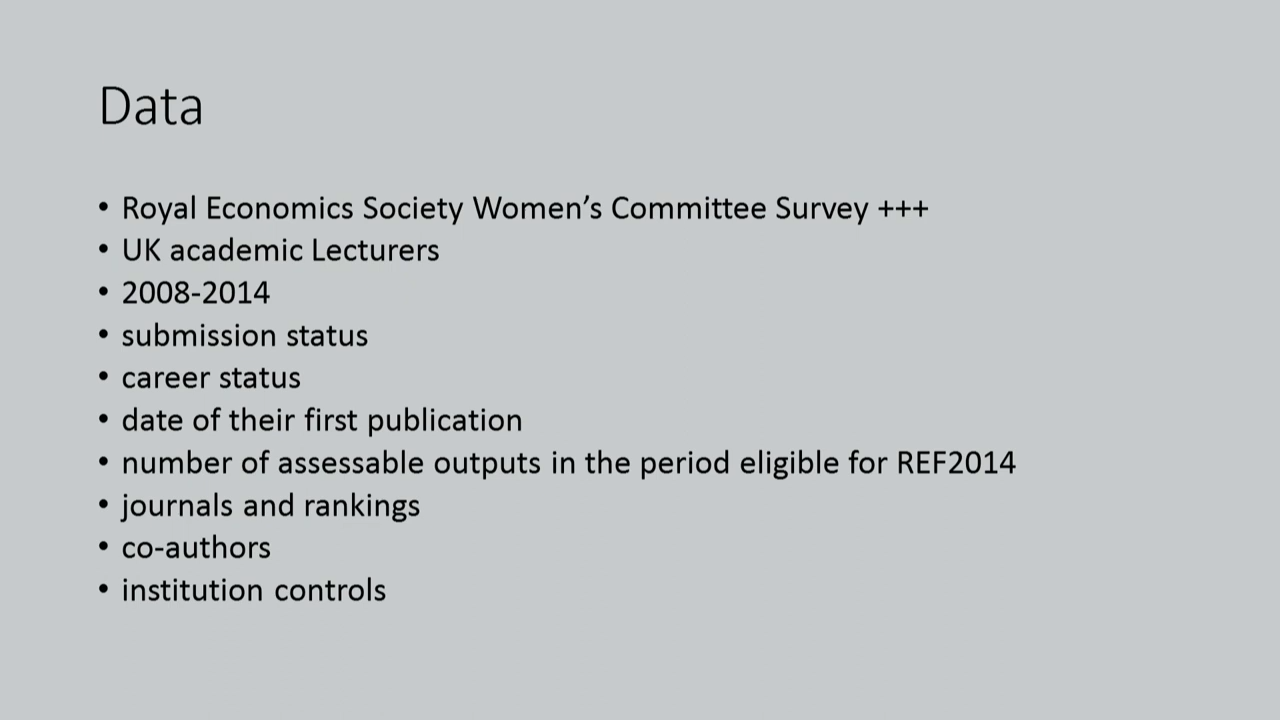 Data
• Royal Economics Society Women’s Committee Survey +++
• UK academic Lecturers
• 2008-2014
• submission status
• career status
• date of their first publication
• number of assessable outputs in the period eligible for REF2014
• journals and rankings
• co-authors
• institution controls